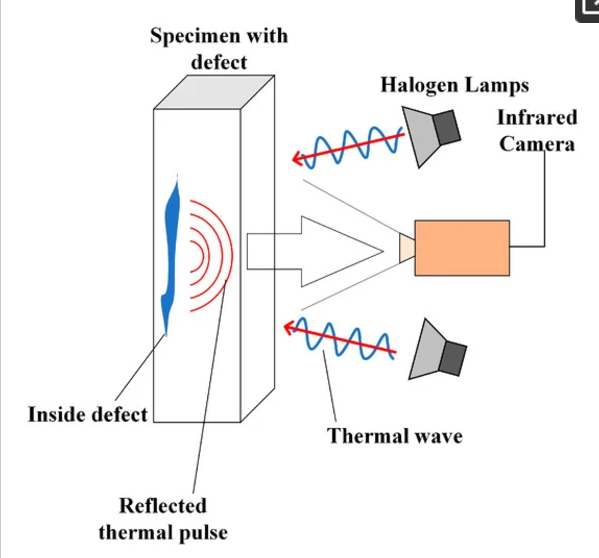 Specimen with
defect
Halogen Lamps
Infrared
Camera
Inside defect
Thermal wave
Reflected
thermal pulse